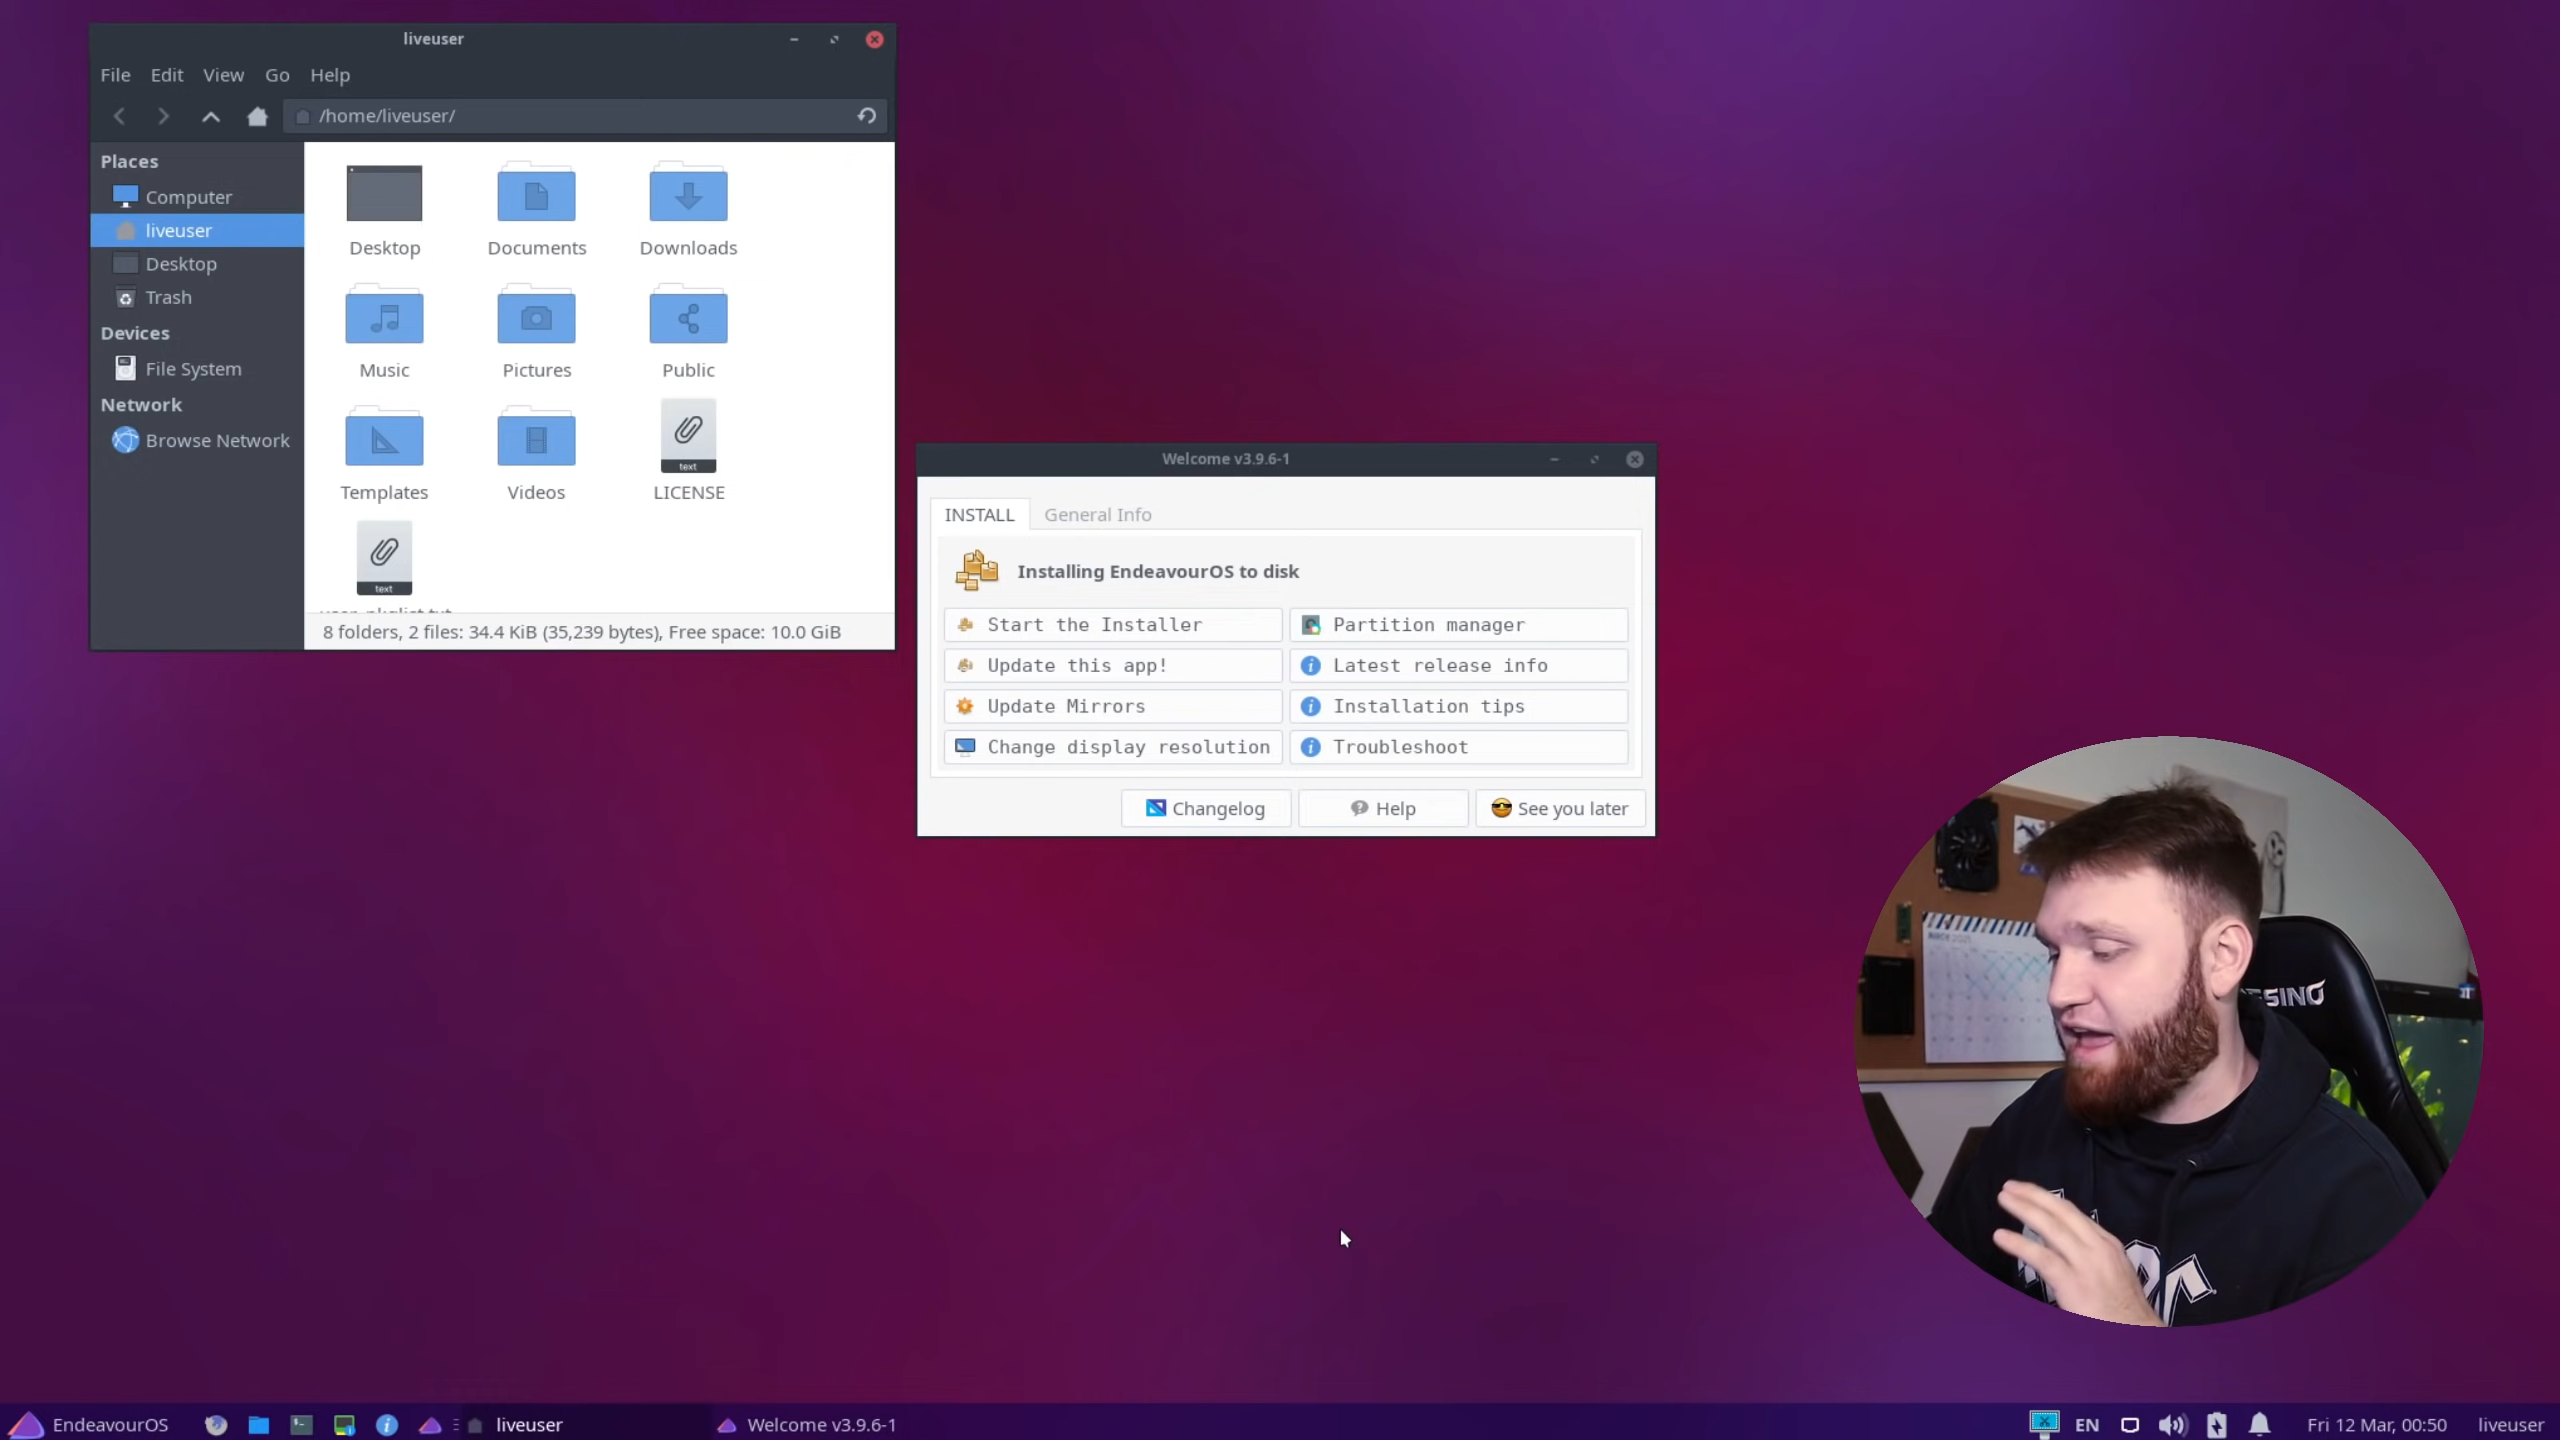 liveuser
File Edit View Go Help
/home/liveuser/
Places
Computer
liveuser
Desktop
Trash
Devices
File System
Network
Browse Network
Desktop Documents Downloads
Music Pictures Public
text
Templates Videos LICENSE
text
8 folders, 2 files: 34.4 KiB (35,239 bytes), Free space: 10.0 GiB
Welcome v3.9.6-1
INSTALL General Info
Installing EndeavourOS to disk
Start the Installer Partition manager
Update this app! Latest release info
Update Mirrors Installation tips
Change display resolution Troubleshoot
Changelog Help See you later
EndeavourOS liveuser Welcome v3.9.6-1 EN Fri 12 Mar, 00:50 liveuser